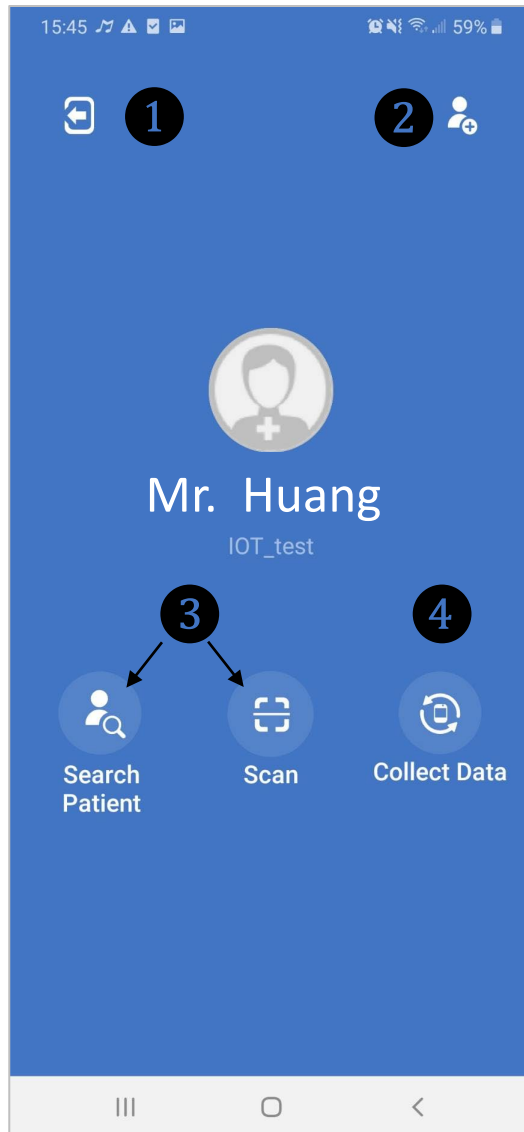 15:45 59%
1 2
Mr. Huang
IOT_test
3 4
Search
Patient
Scan
Collect Data